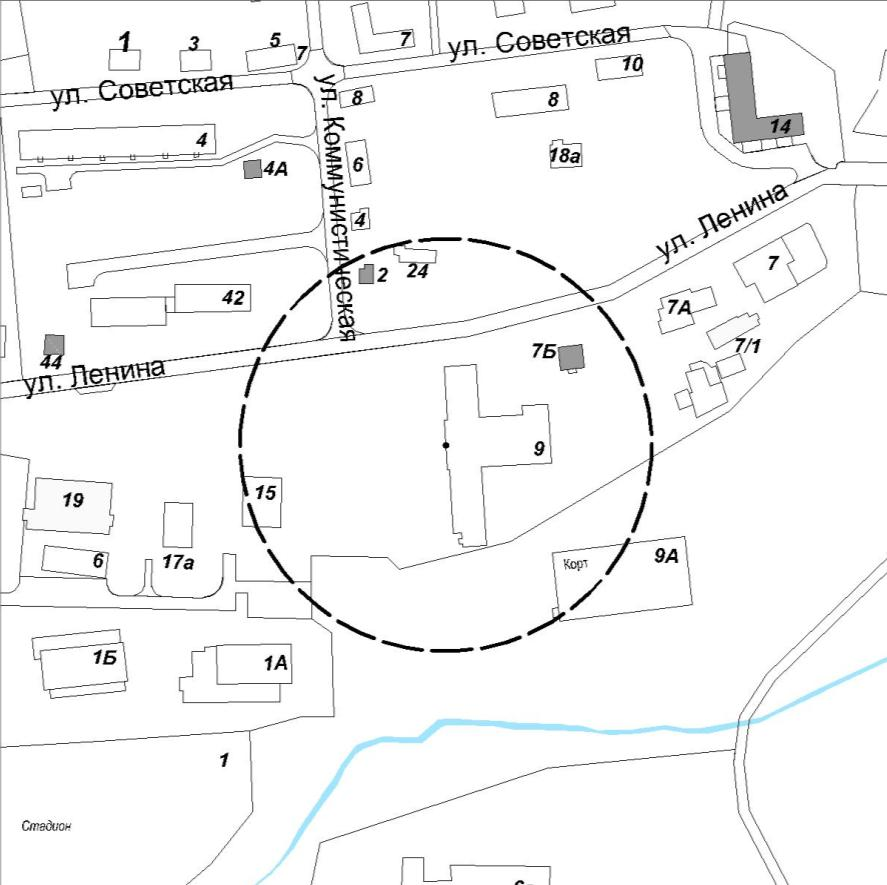 1
3
5
7
7
ул. Советская
10
ул. Советская
8
8
14
4
ул. Коммунистическая
6
18а
4А
4
ул. Ленина
2
24
7
42
7А
44
7Б
7/1
ул. Ленина
9
15
19
17а
6
Корт
9А
1Б
1А
1
Стадион